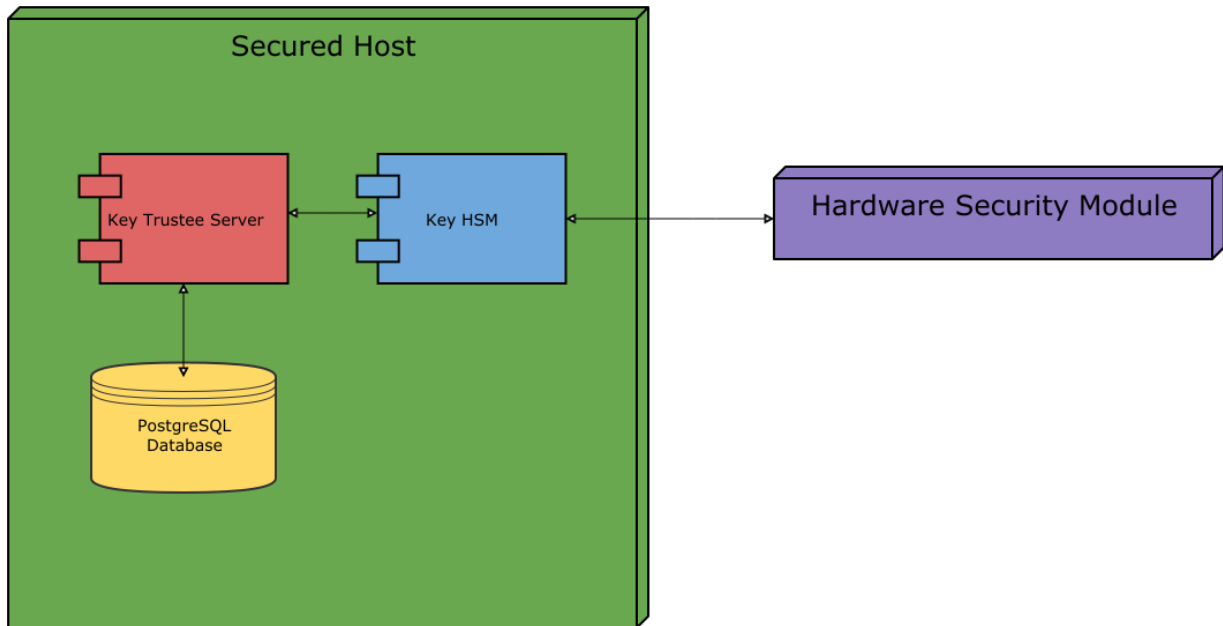 Secured Host
Key Trustee Server
Key HSM
Hardware Security Module
PostgreSQL
Database